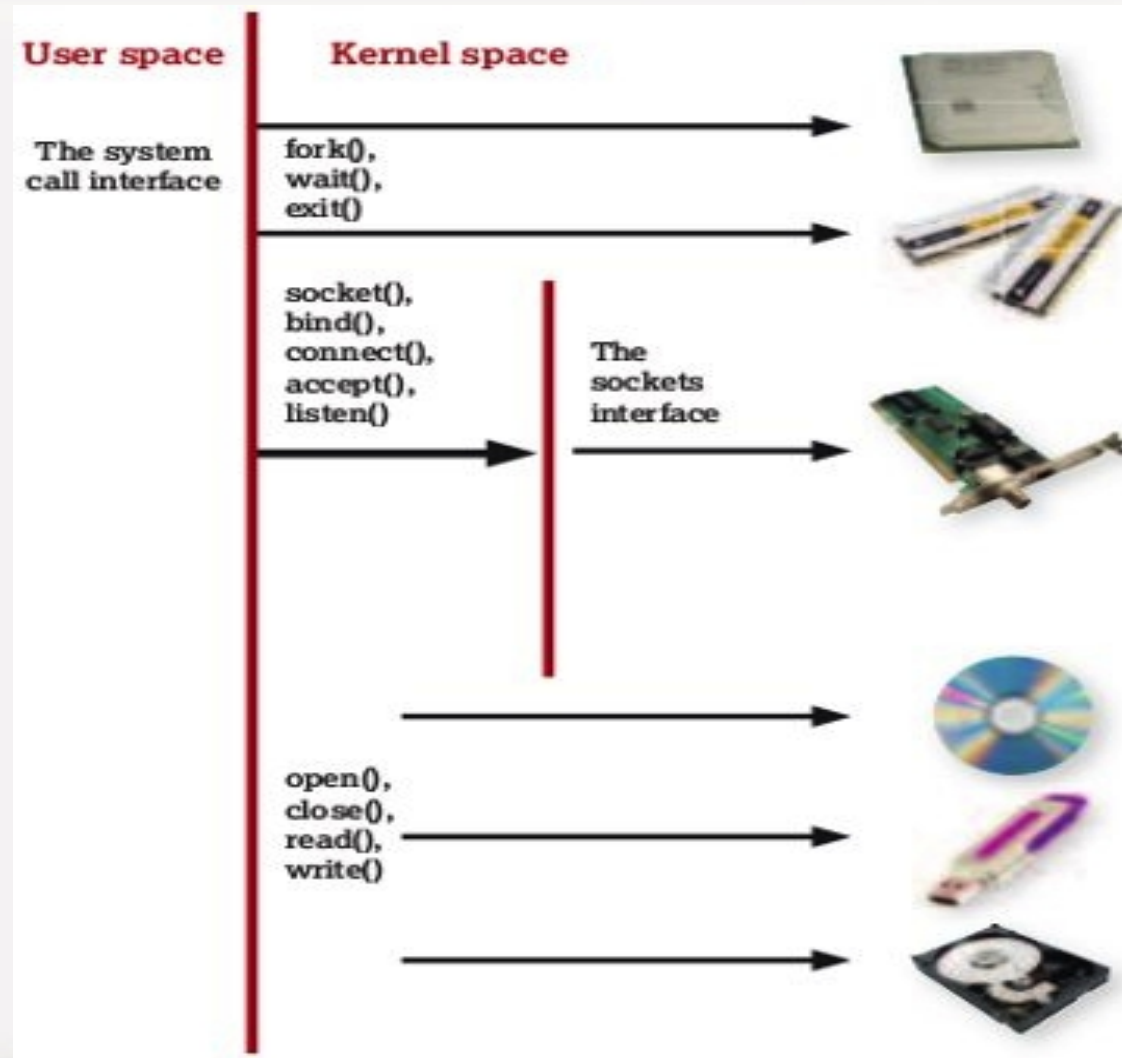 User space
Kernel space
The system
call interface
fork(),
wait(),
exit()
socket(),
bind(),
connect(),
accept(),
listen()
The
sockets
interface
open(),
close(),
read(),
write()